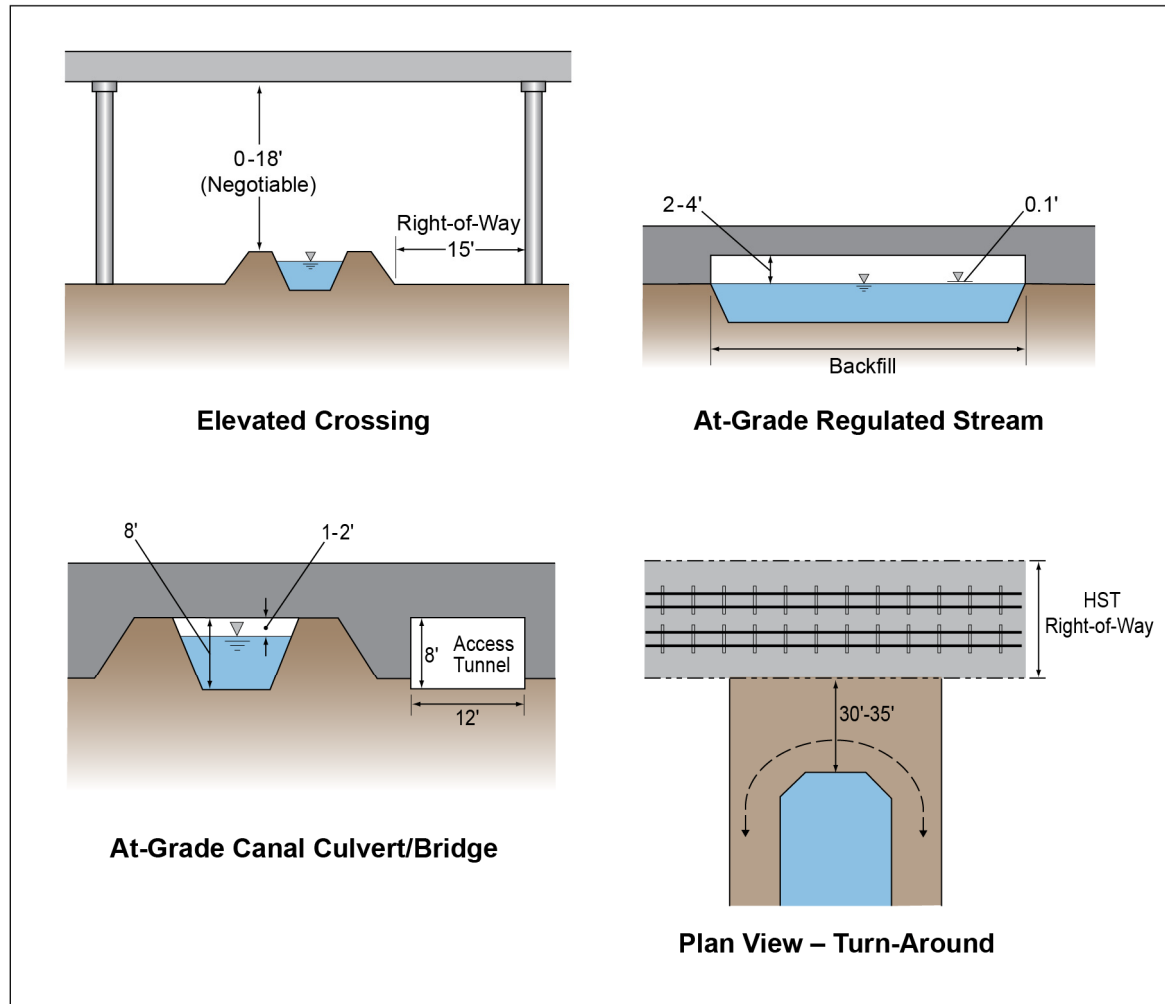 0-18'
(Negotiable)
Right-of-Way
15'
Elevated Crossing
2-4'
0.1'
Backfill
At-Grade Regulated Stream
8'
1-2'
8'
Access
Tunnel
12'
At-Grade Canal Culvert/Bridge
HST
Right-of-Way
30'-35'
Plan View – Turn-Around